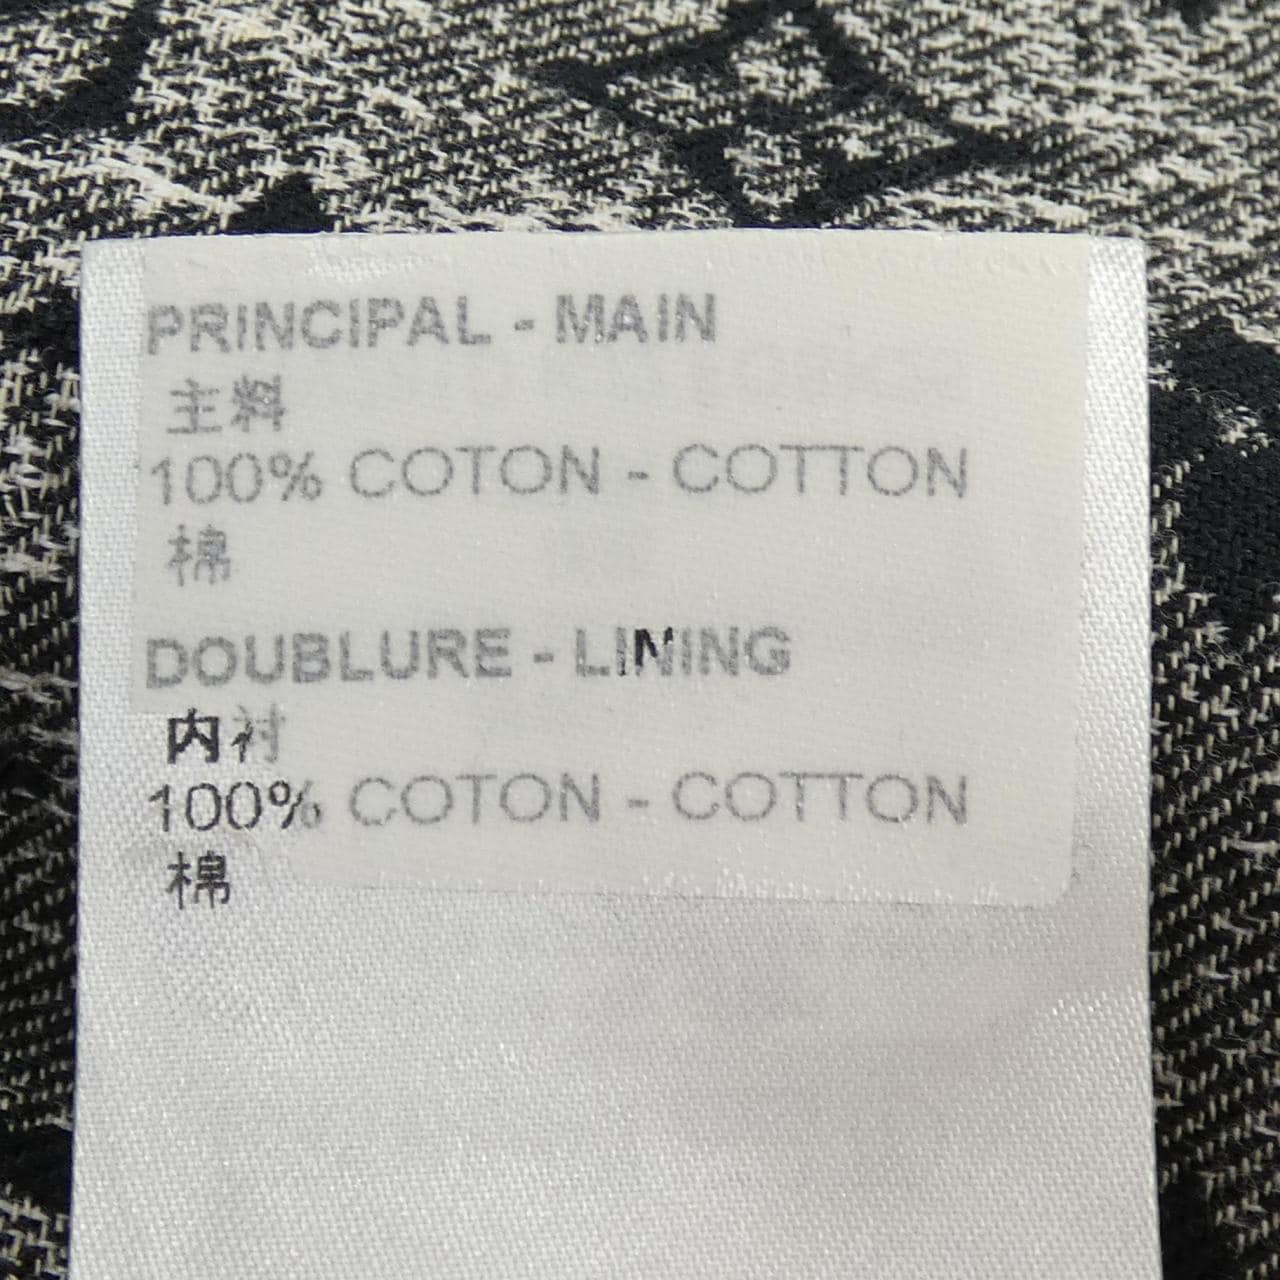 PRINCIPAL - MAIN
主料
100% COTON - COTTON
棉
DOUBLURE - LINING
内衬
100% COTON - COTTON
棉